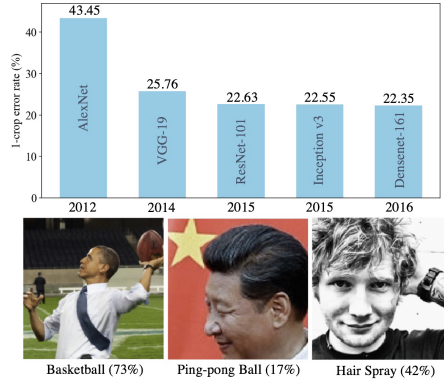 1-crop error rate (%)
40
30
20
10
0
43.45
25.76
22.63
22.55
22.35
AlexNet
VGG-19
ResNet-101
Inception v3
Densenet-161
2012
2014
2015
2015
2016
Basketball (73%)
Ping-pong Ball (17%)
Hair Spray (42%)